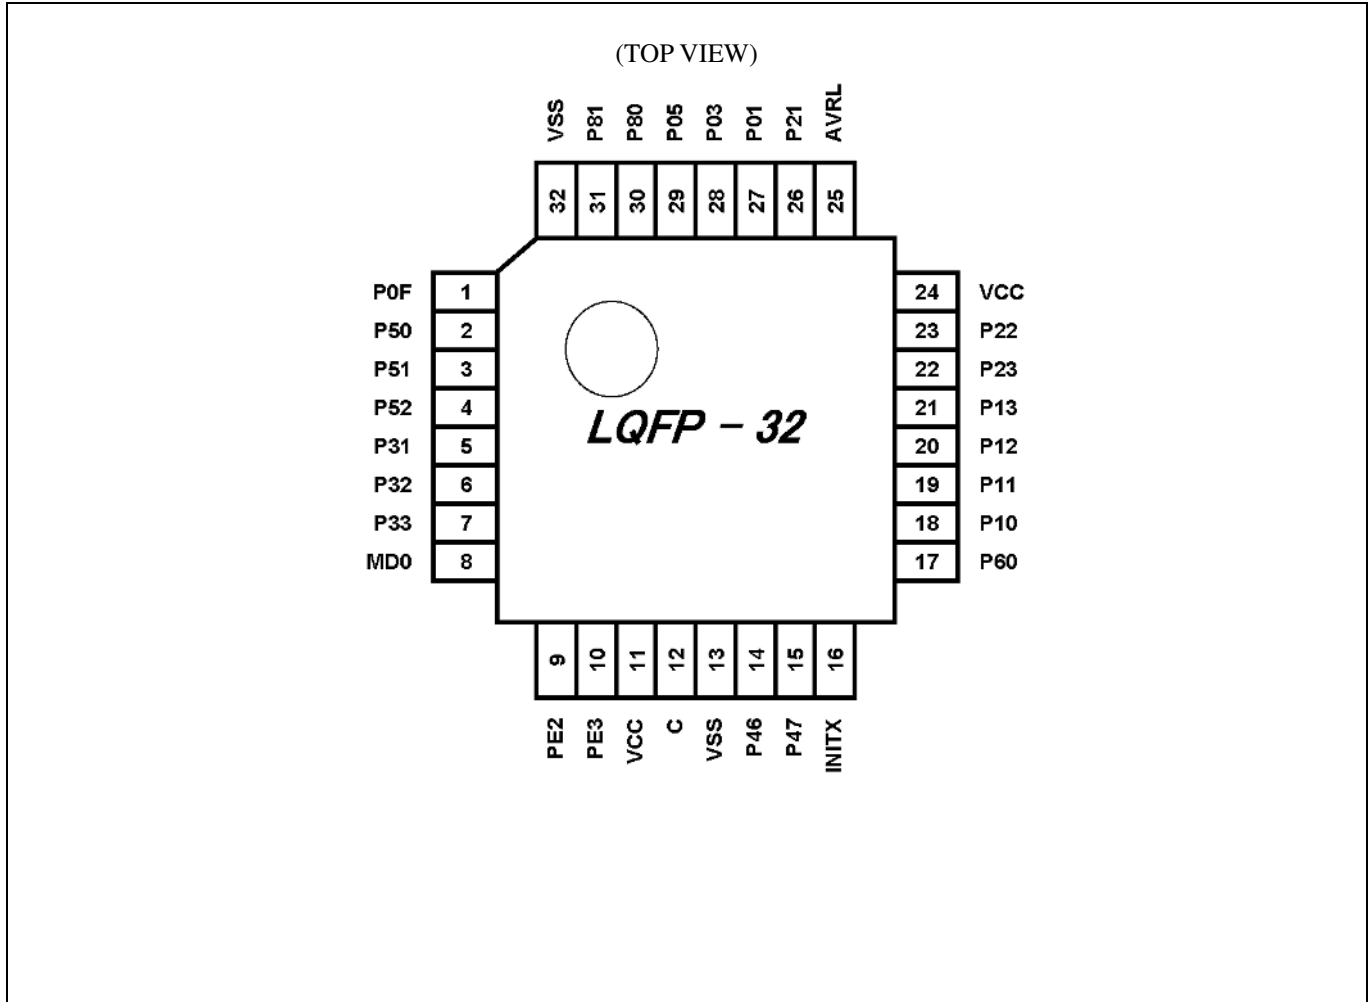 (TOP VIEW)
VSS P81 P80 P05 P03 P01 P21 AVRL
32 31 30 29 28 27 26 25
P0F 1 24 VCC
P50 2 23 P22
P51 3 22 P23
P52 4 21 P13
P31 5 20 P12
P32 6 19 P11
P33 7 18 P10
MD0 8 17 P60
LQFP - 32
9 10 11 12 13 14 15 16
PE2 PE3 VCC C VSS P46 P47 INITX